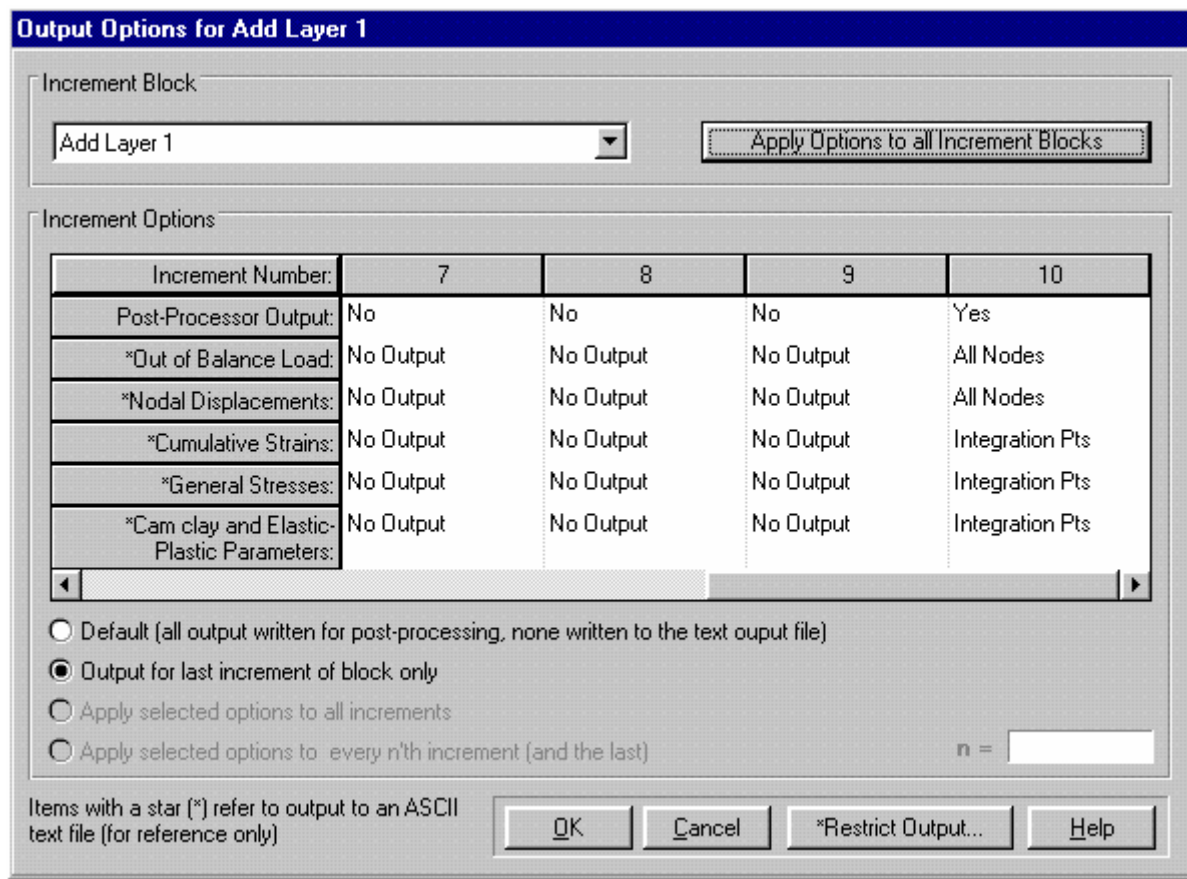 Output Options for Add Layer 1
Increment Block
Add Layer 1
Apply Options to all Increment Blocks
Increment Options
Increment Number: 7 8 9 10
Post-Processor Output: No No No Yes
*Out of Balance Load: No Output No Output No Output All Nodes
*Nodal Displacements: No Output No Output No Output All Nodes
*Cumulative Strains: No Output No Output No Output Integration Pts
*General Stresses: No Output No Output No Output Integration Pts
*Cam clay and Elastic- No Output No Output No Output Integration Pts
Plastic Parameters:
Default (all output written for post-processing, none written to the text ouput file)
Output for last increment of block only
Apply selected options to all increments
Apply selected options to every n'th increment (and the last) n =
Items with a star (*) refer to output to an ASCII
text file (for reference only)
OK Cancel *Restrict Output... Help